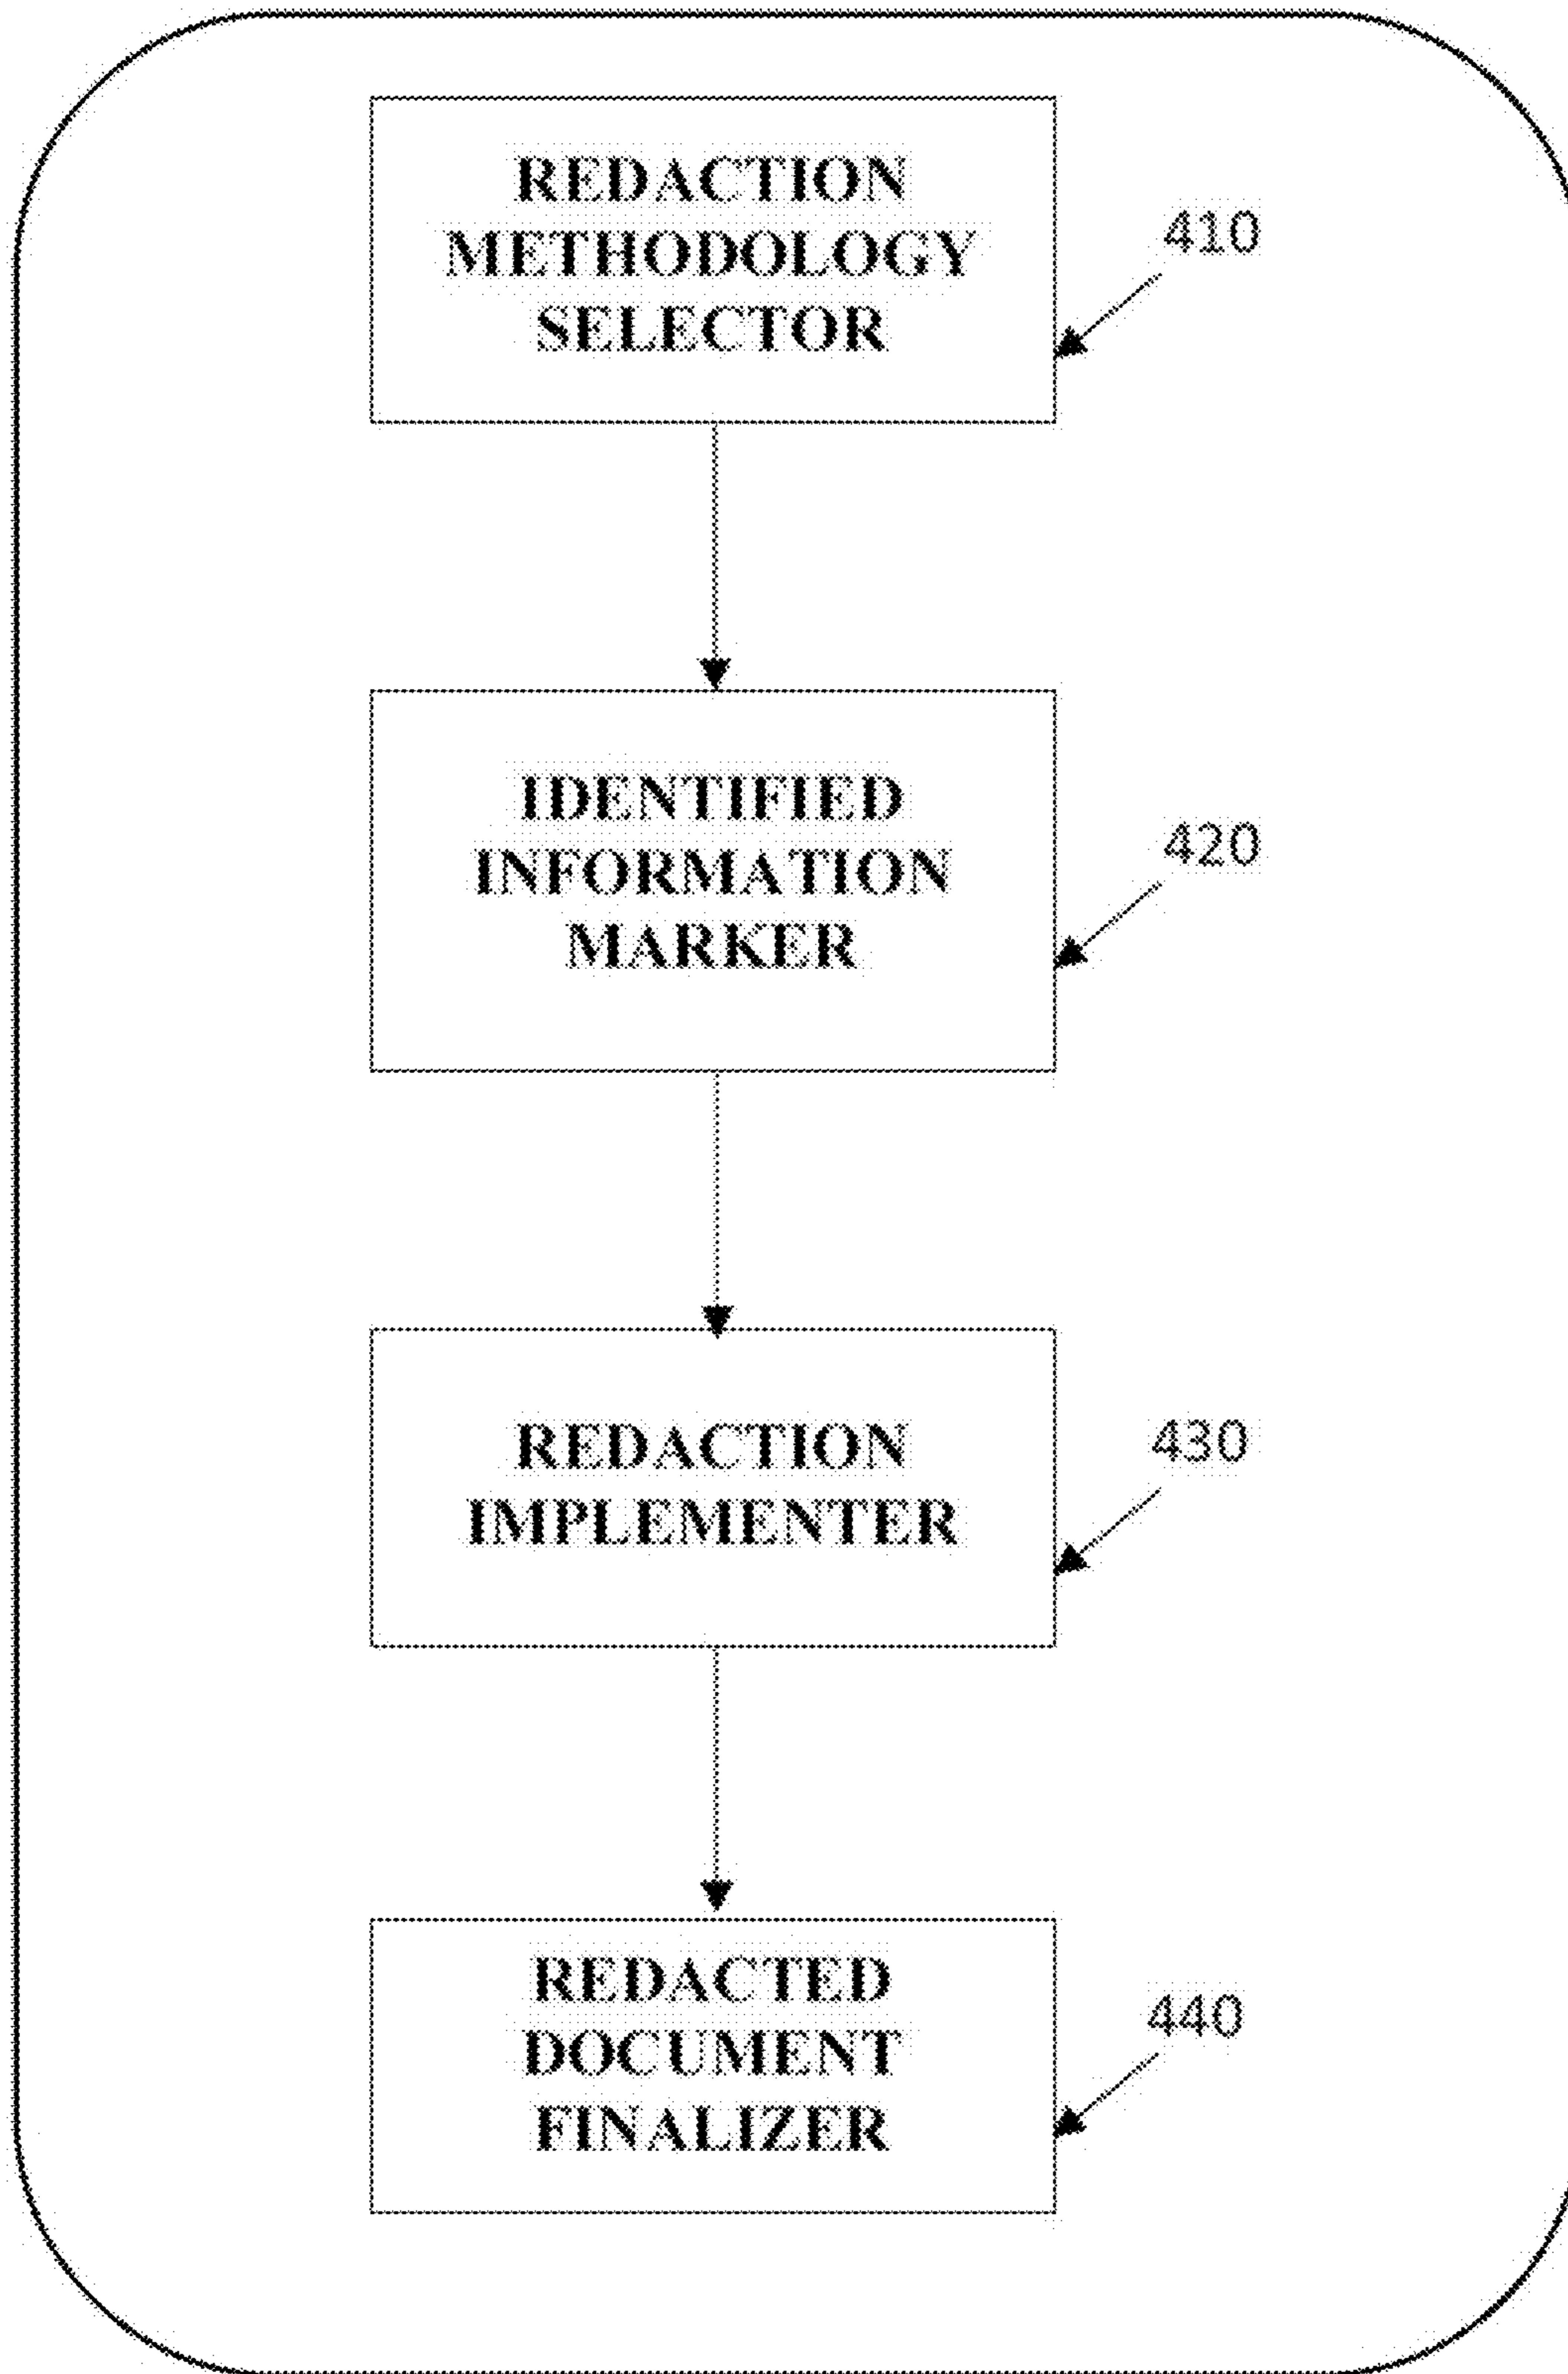 REDACTION
METHODOLOGY
SELECTOR
410
IDENTIFIED
INFORMATION
MARKER
420
REDACTION
IMPLEMENTER
430
REDACTED
DOCUMENT
FINALIZER
440